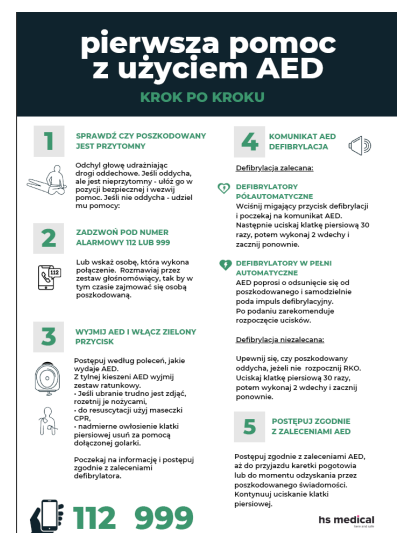 pierwsza pomoc
z użyciem AED
KROK PO KROKU
1
SPRAWDŹ CZY POSZKODOWANY
JEST PRZYTOMNY
Odchyl głowę udrażniając
drogi oddechowe. Jeśli oddycha,
ale jest nieprzytomny - ułóż go w
pozycji bezpiecznej i wezwij
pomoc. Jeśli nie oddycha - udziel
mu pomocy:
2
ZADZWOŃ POD NUMER
ALARMOWY 112 LUB 999
112
Lub wskaż osobę, która wykona
połączenie. Rozmawiaj przez
zestaw głośnomówiący, tak by w
tym czasie zajmować się osobą
poszkodowaną.
3
WYJMIJ AED I WŁĄCZ ZIELONY
PRZYCISK
Postępuj według poleceń, jakie
wydaje AED.
Z tylnej kieszeni AED wyjmij
zestaw ratunkowy.
- Jeśli ubranie trudno jest zdjąć,
rozetnij je nożycami,
- do resuscytacji użyj maseczki
CPR,
- nadmierne owłosienie klatki
piersiowej usuń za pomocą
dołączonej golarki.
Poczekaj na informację i postępuj
zgodnie z zaleceniami
defibrylatora.
112 999
4
KOMUNIKAT AED
DEFIBRYLACJA
Defibrylacja zalecana:
DEFIBRYLATORY
PÓŁAUTOMATYCZNE
Wciśnij migający przycisk defibrylacji
i poczekaj na komunikat AED.
Następnie uciskaj klatkę piersiową 30
razy, potem wykonaj 2 wdechy i
zacznij ponownie.
DEFIBRYLATORY W PEŁNI
AUTOMATYCZNE
AED poprosi o odsunięcie się od
poszkodowanego i samodzielnie
poda impuls defibrylacyjny.
Po podaniu zarekomenduje
rozpoczęcie ucisków.
Defibrylacja niezalecana:
Upewnij się, czy poszkodowany
oddycha, jeżeli nie rozpocznij RKO.
Uciskaj klatkę piersiową 30 razy,
potem wykonaj 2 wdechy i zacznij
ponownie.
5
POSTĘPUJ ZGODNIE
Z ZALECENIAMI AED
Postępuj zgodnie z zaleceniami AED,
aż do przyjazdu karetki pogotowia
lub do momentu odzyskania przez
poszkodowanego świadomości.
Kontynuuj uciskanie klatki
piersiowej.
hs medical